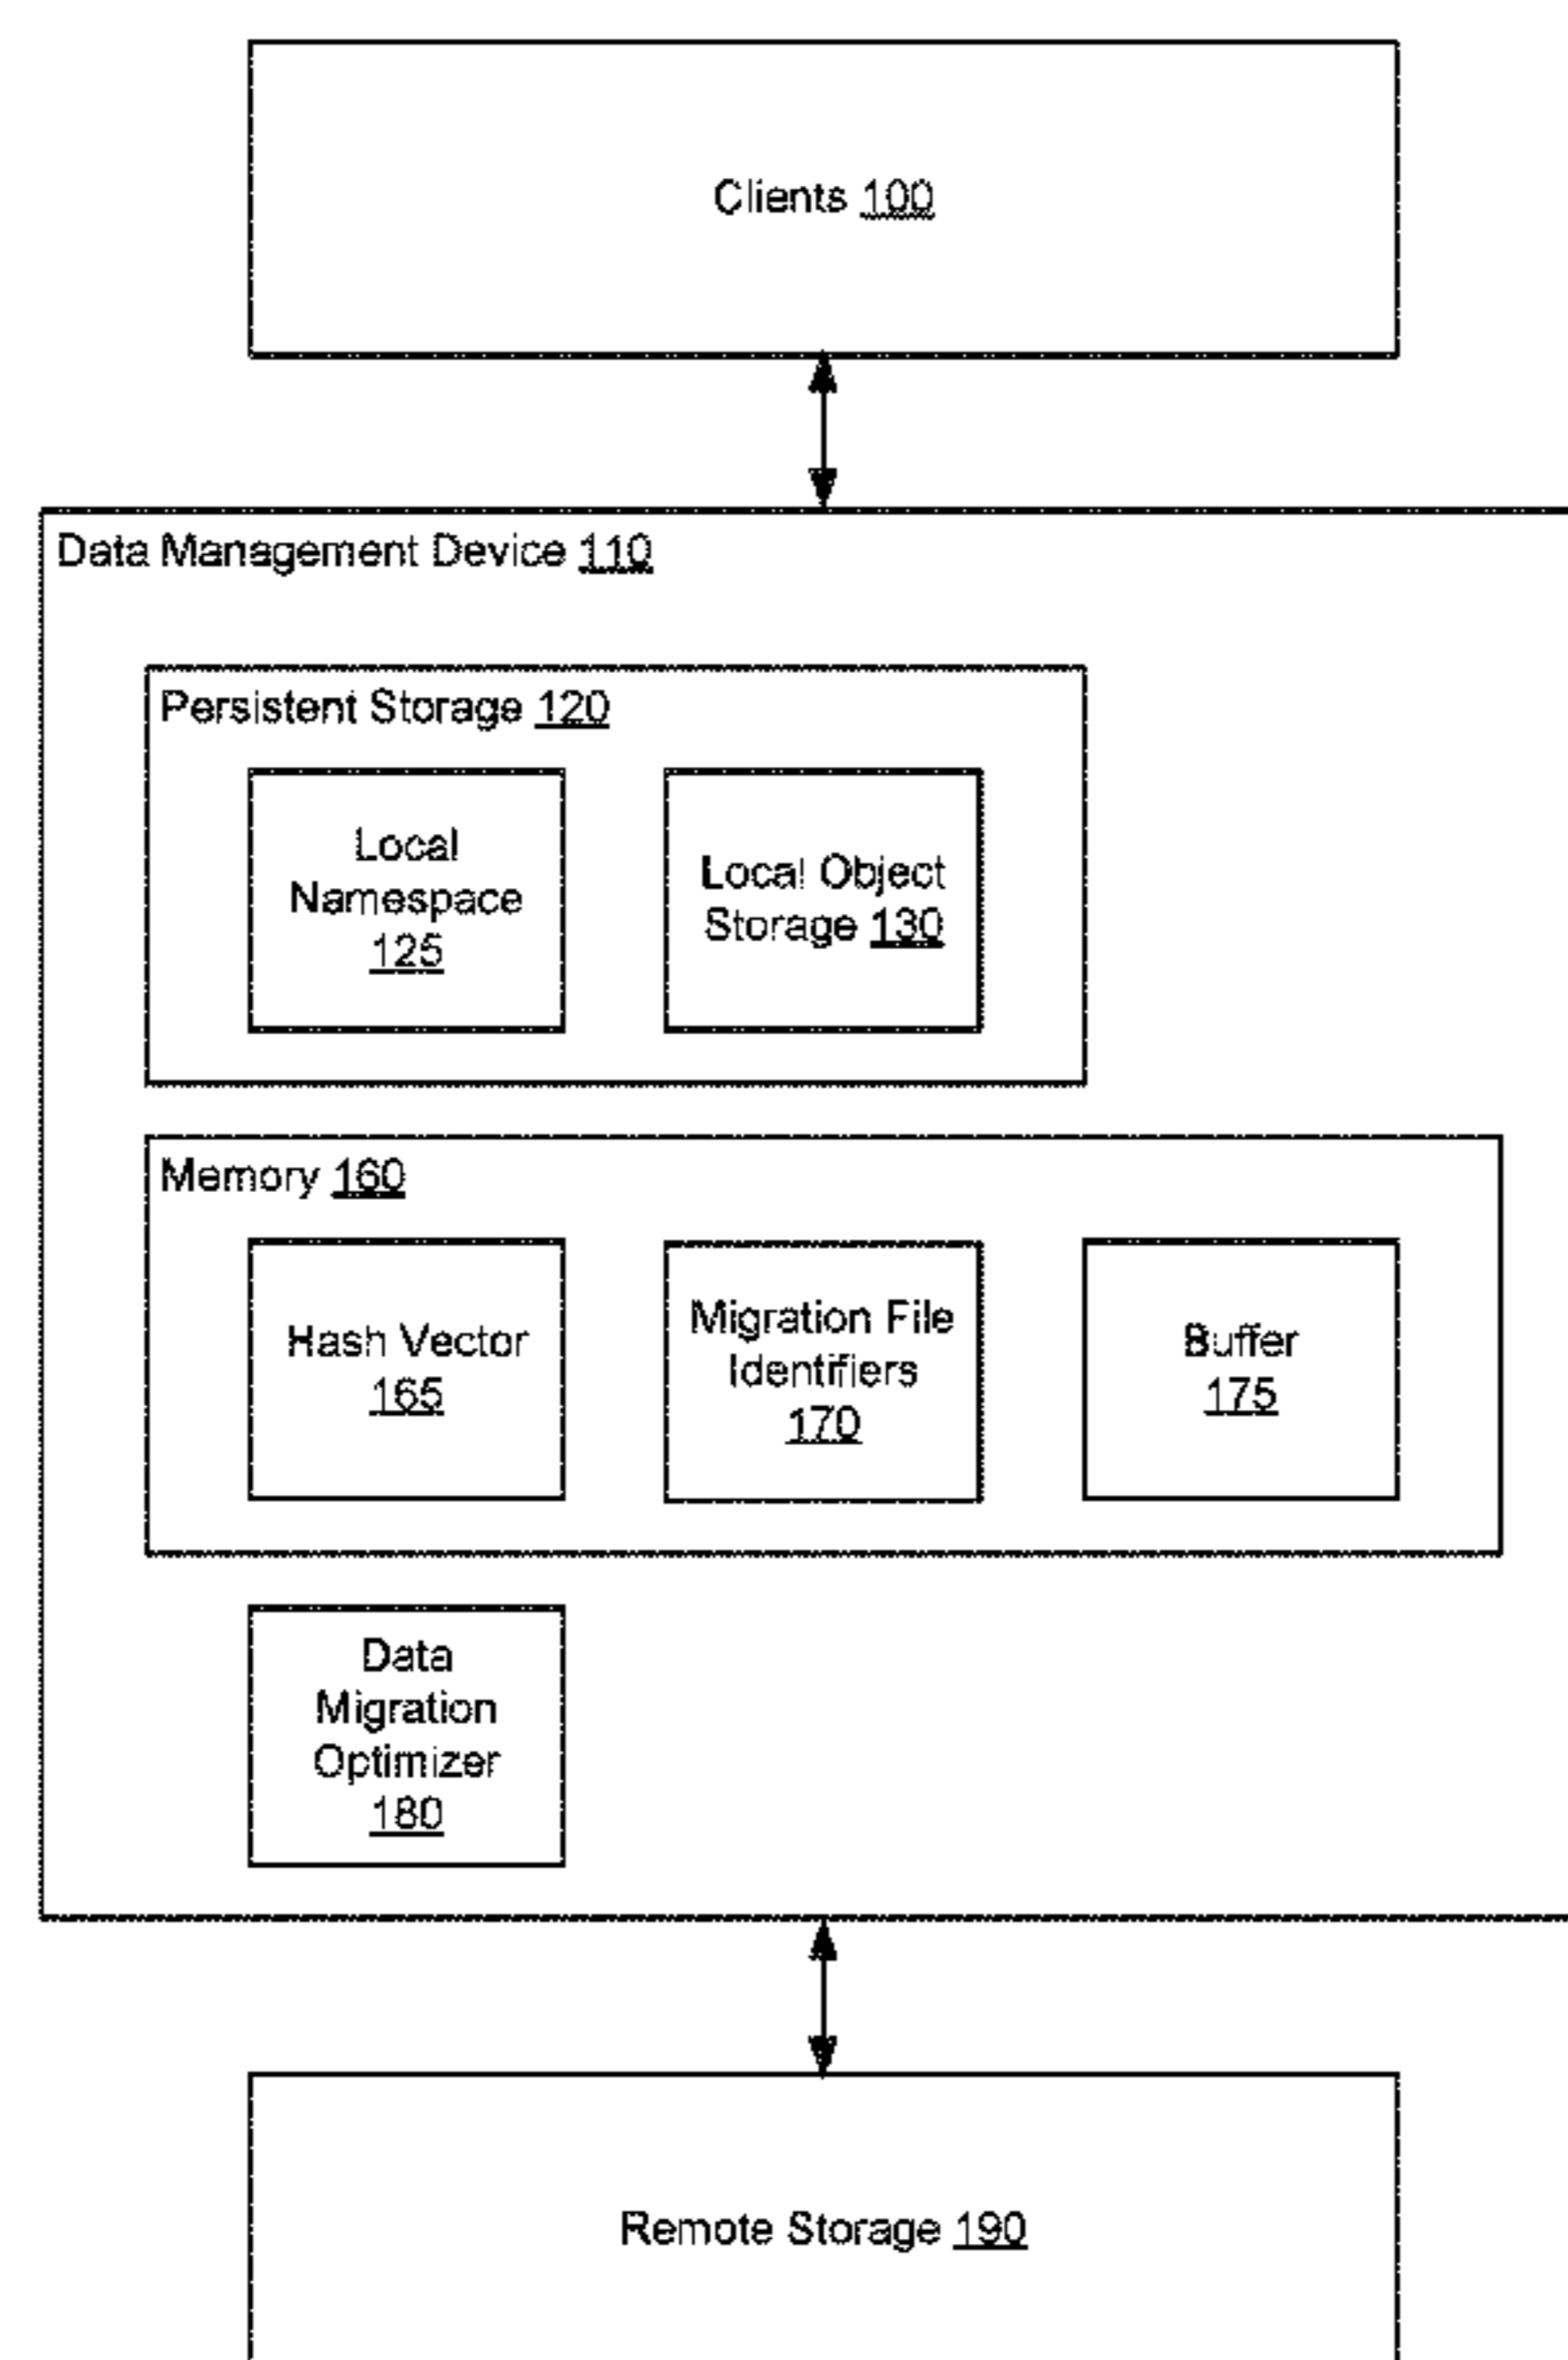 Clients 100
Data Management Device 110
Persistent Storage 120
Local
Namespace
125
Local Object
Storage 130
Memory 160
Hash Vector
165
Migration File
Identifiers
170
Buffer
175
Data
Migration
Optimizer
180
Remote Storage 190